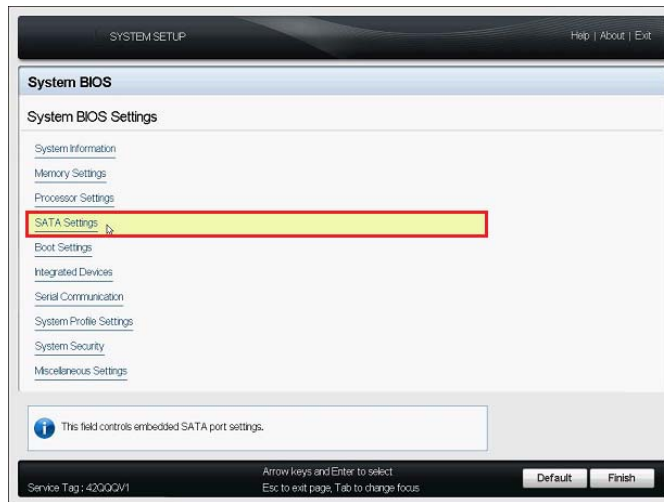 SYSTEM SETUP
Help | About | Exit
System BIOS
System BIOS Settings
System Information
Memory Settings
Processor Settings
SATA Settings
Boot Settings
Integrated Devices
Serial Communication
System Profile Settings
System Security
Miscellaneous Settings
This field controls embedded SATA port settings.
Service Tag : 42QQQV1
Arrow keys and Enter to select
Esc to exit page, Tab to change focus
Default
Finish